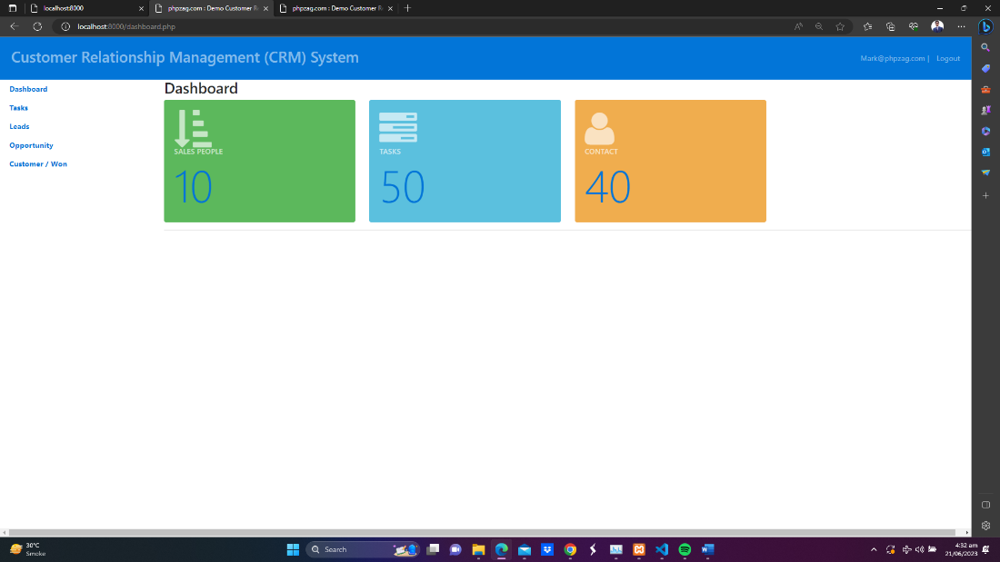 localhost:8000
phpzag.com : Demo Customer Re
phpzag.com : Demo Customer Re
localhost:8000/dashboard.php
Customer Relationship Management (CRM) System
Mark@phpzag.com | Logout
Dashboard
Tasks
Leads
Opportunity
Customer / Won
Dashboard
SALES PEOPLE
10
TASKS
50
CONTACT
40
30°C
Smoke
Search
4:32 am
21/06/2023